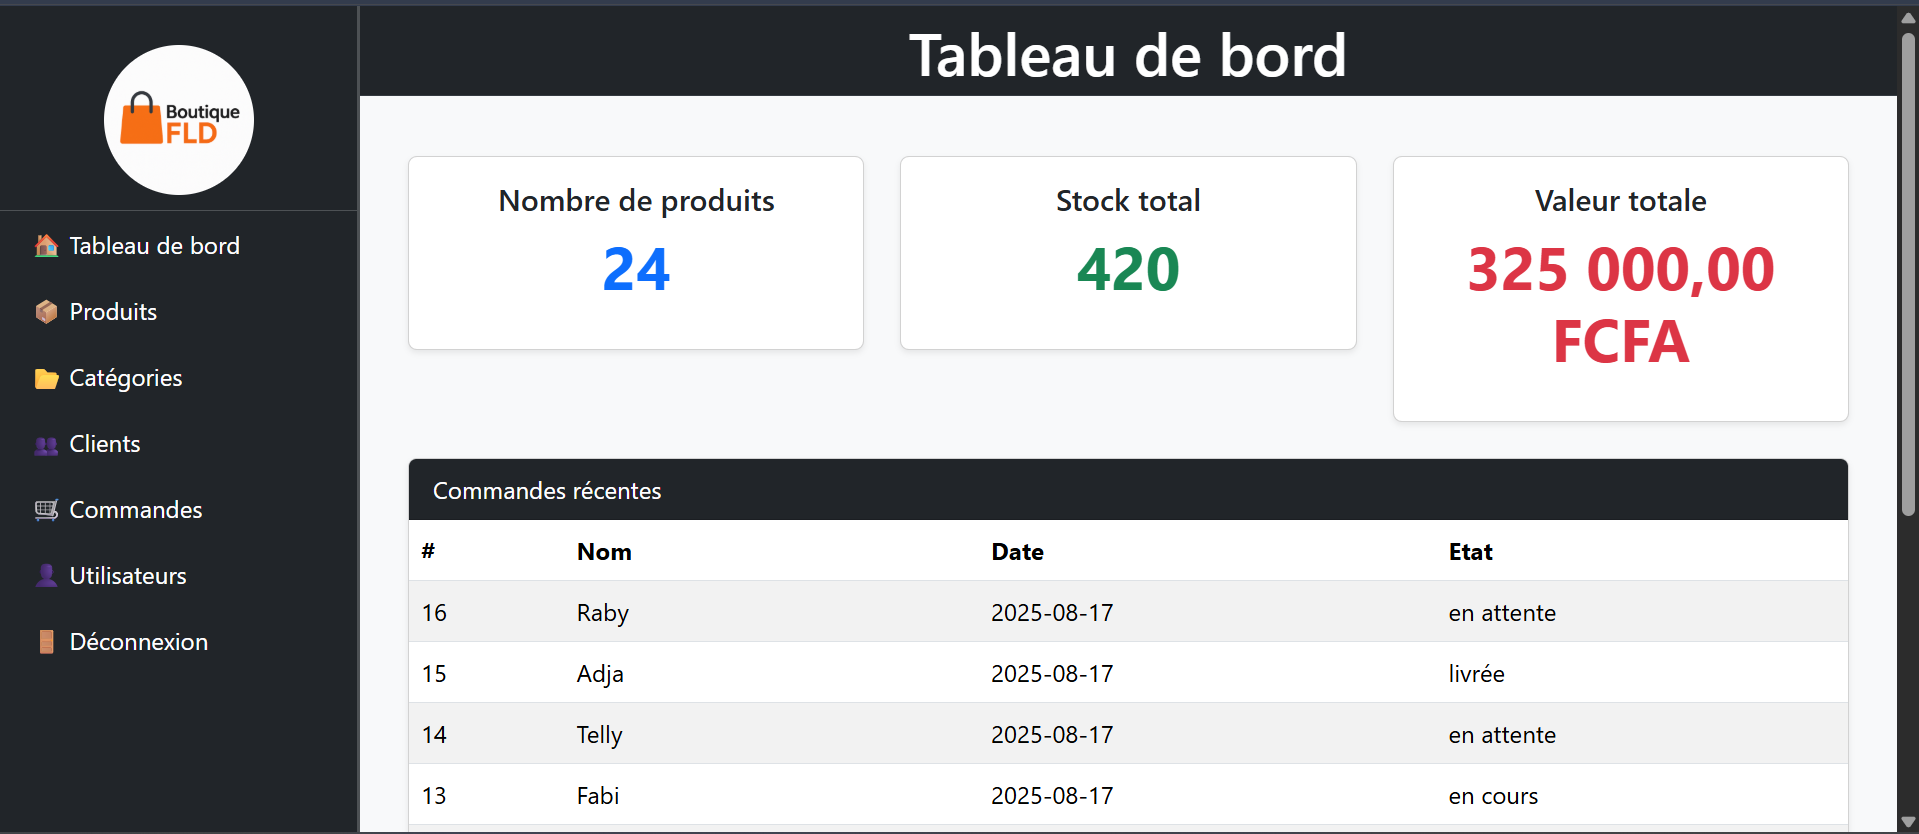 Boutique
FLD
Tableau de bord
Produits
Catégories
Clients
Commandes
Utilisateurs
Déconnexion
Tableau de bord
Nombre de produits
24
Stock total
420
Valeur totale
325 000,00
FCFA
Commandes récentes
# Nom Date Etat
16 Raby 2025-08-17 en attente
15 Adja 2025-08-17 livrée
14 Telly 2025-08-17 en attente
13 Fabi 2025-08-17 en cours